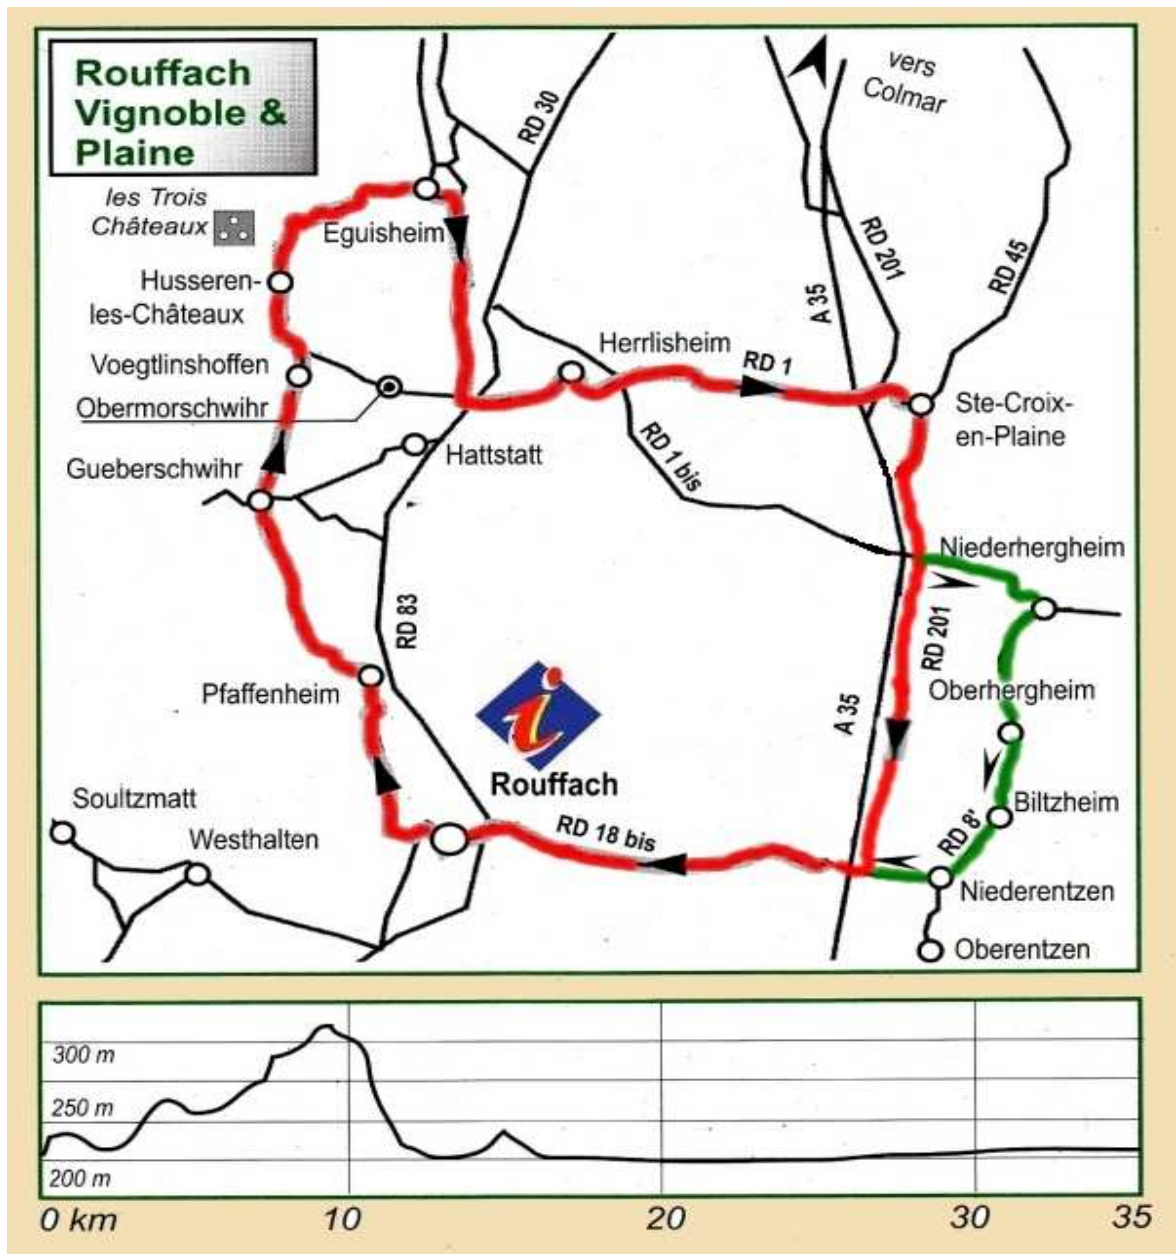 Rouffach
Vignoble &
Plaine
les Trois
Châteaux
RD 30
vers
Colmar
Eguisheim
RD 201
RD 45
A 35
Husseren-
les-Châteaux
Herrlisheim
RD 1
Voegtlinshoffen
Obermorschwihr
Ste-Croix-
en-Plaine
RD 1 bis
Hattstatt
Gueberschwihr
Niederhergheim
RD 83
RD 201
Oberhergheim
Pfaffenheim
A 35
i
Rouffach
Soultzmatt
Westhalten
RD 18 bis
Biltzheim
RD 8'
Niederentzen
Oberentzen
300 m
250 m
200 m
0 km
10
20
30
35